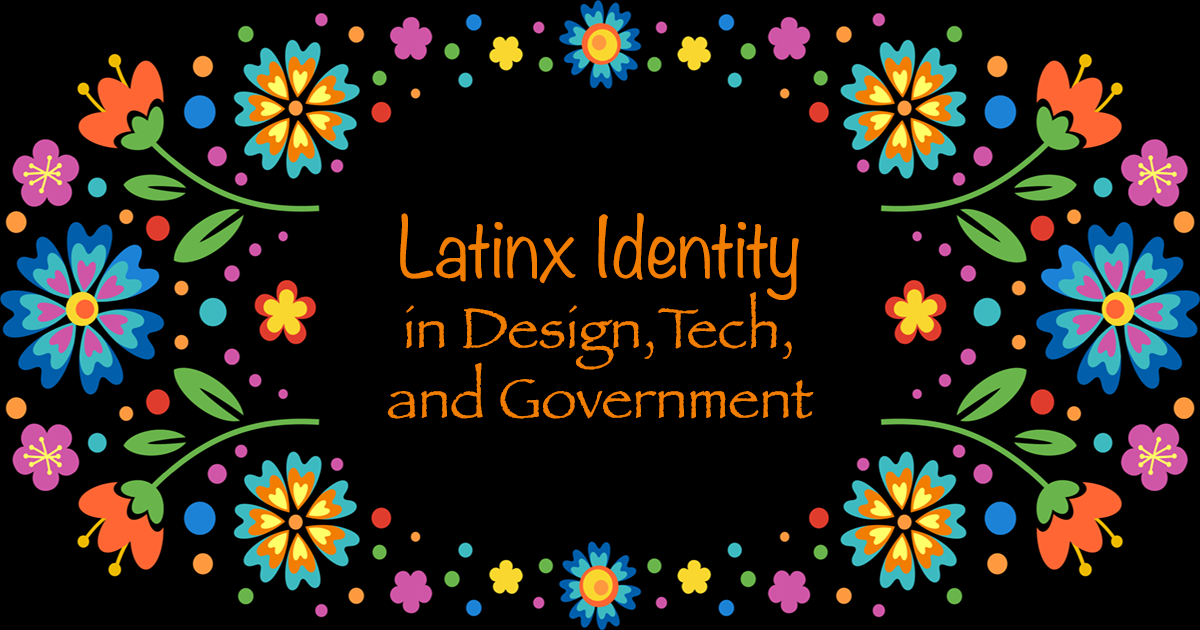 Latinx Identity
in Design, Tech,
and Government